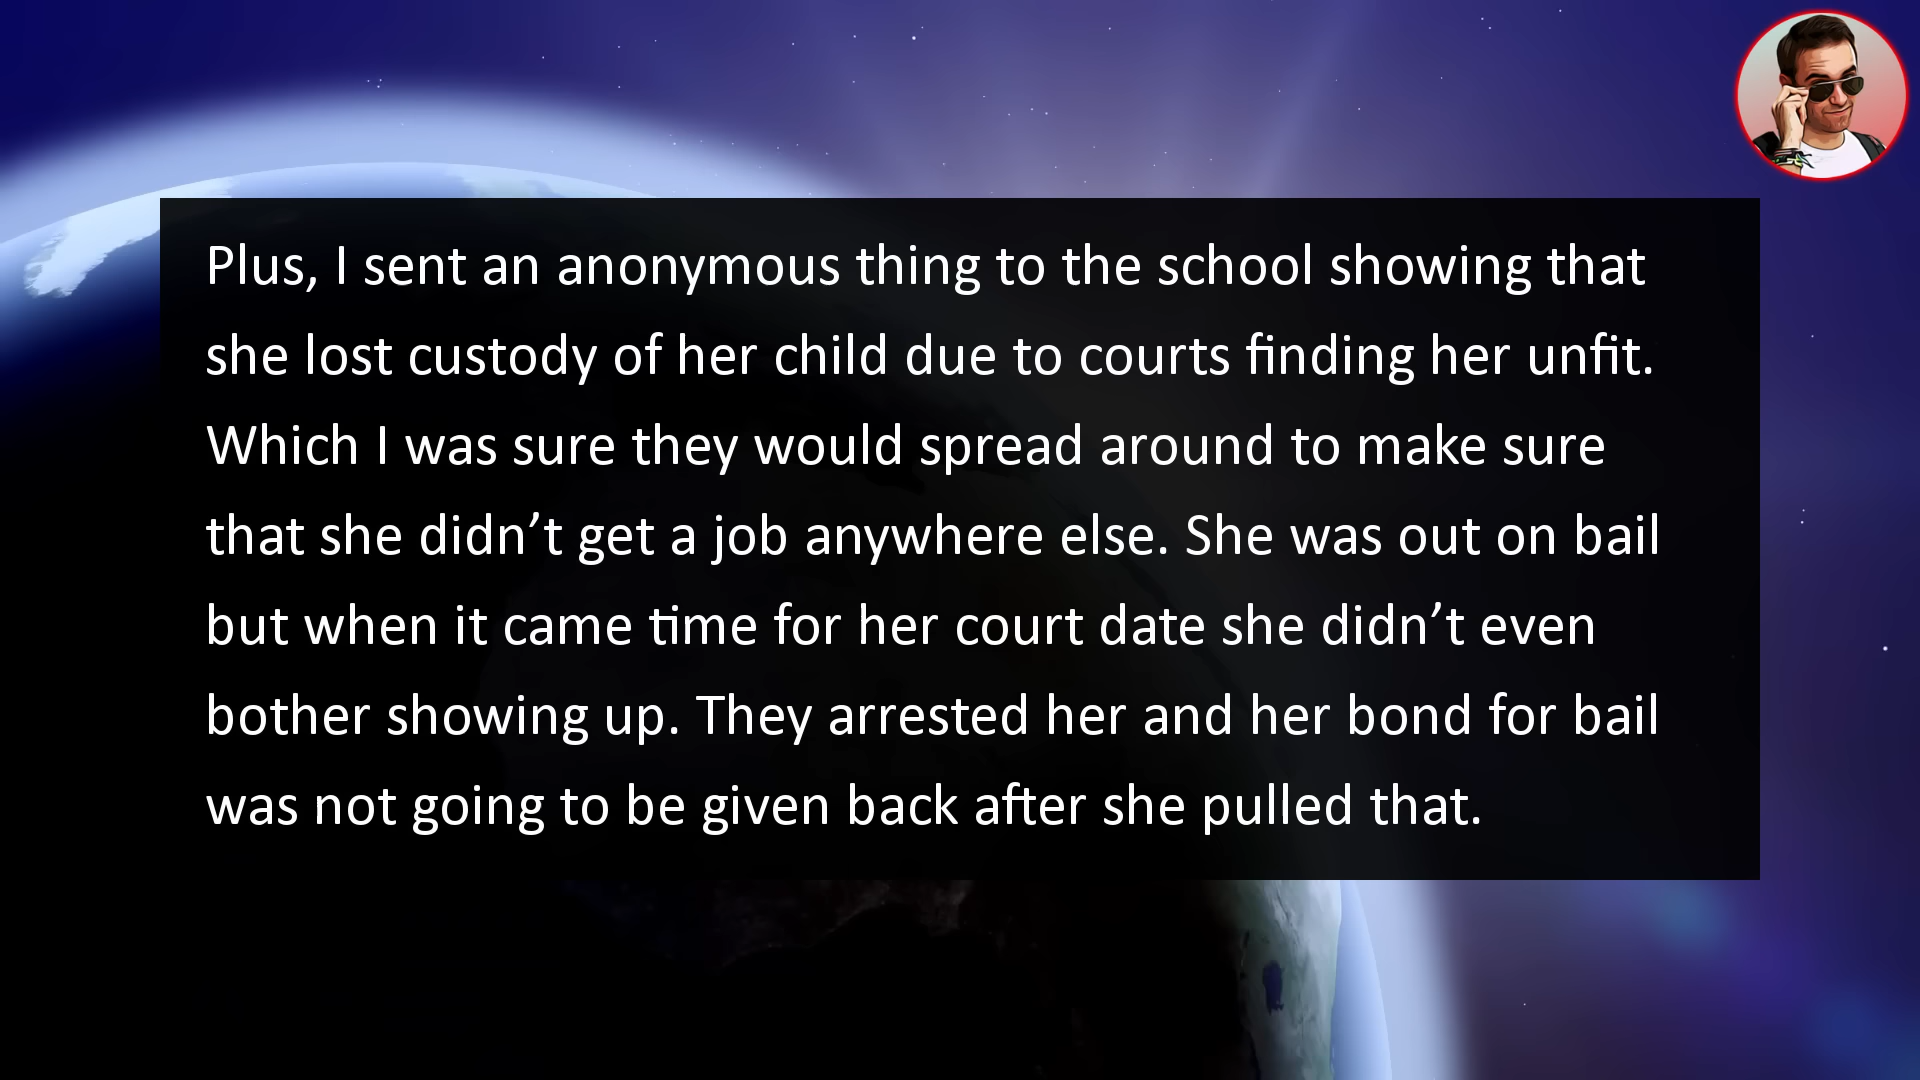 Plus, I sent an anonymous thing to the school showing that
she lost custody of her child due to courts finding her unfit.
Which I was sure they would spread around to make sure
that she didn’t get a job anywhere else. She was out on bail
but when it came time for her court date she didn’t even
bother showing up. They arrested her and her bond for bail
was not going to be given back after she pulled that.